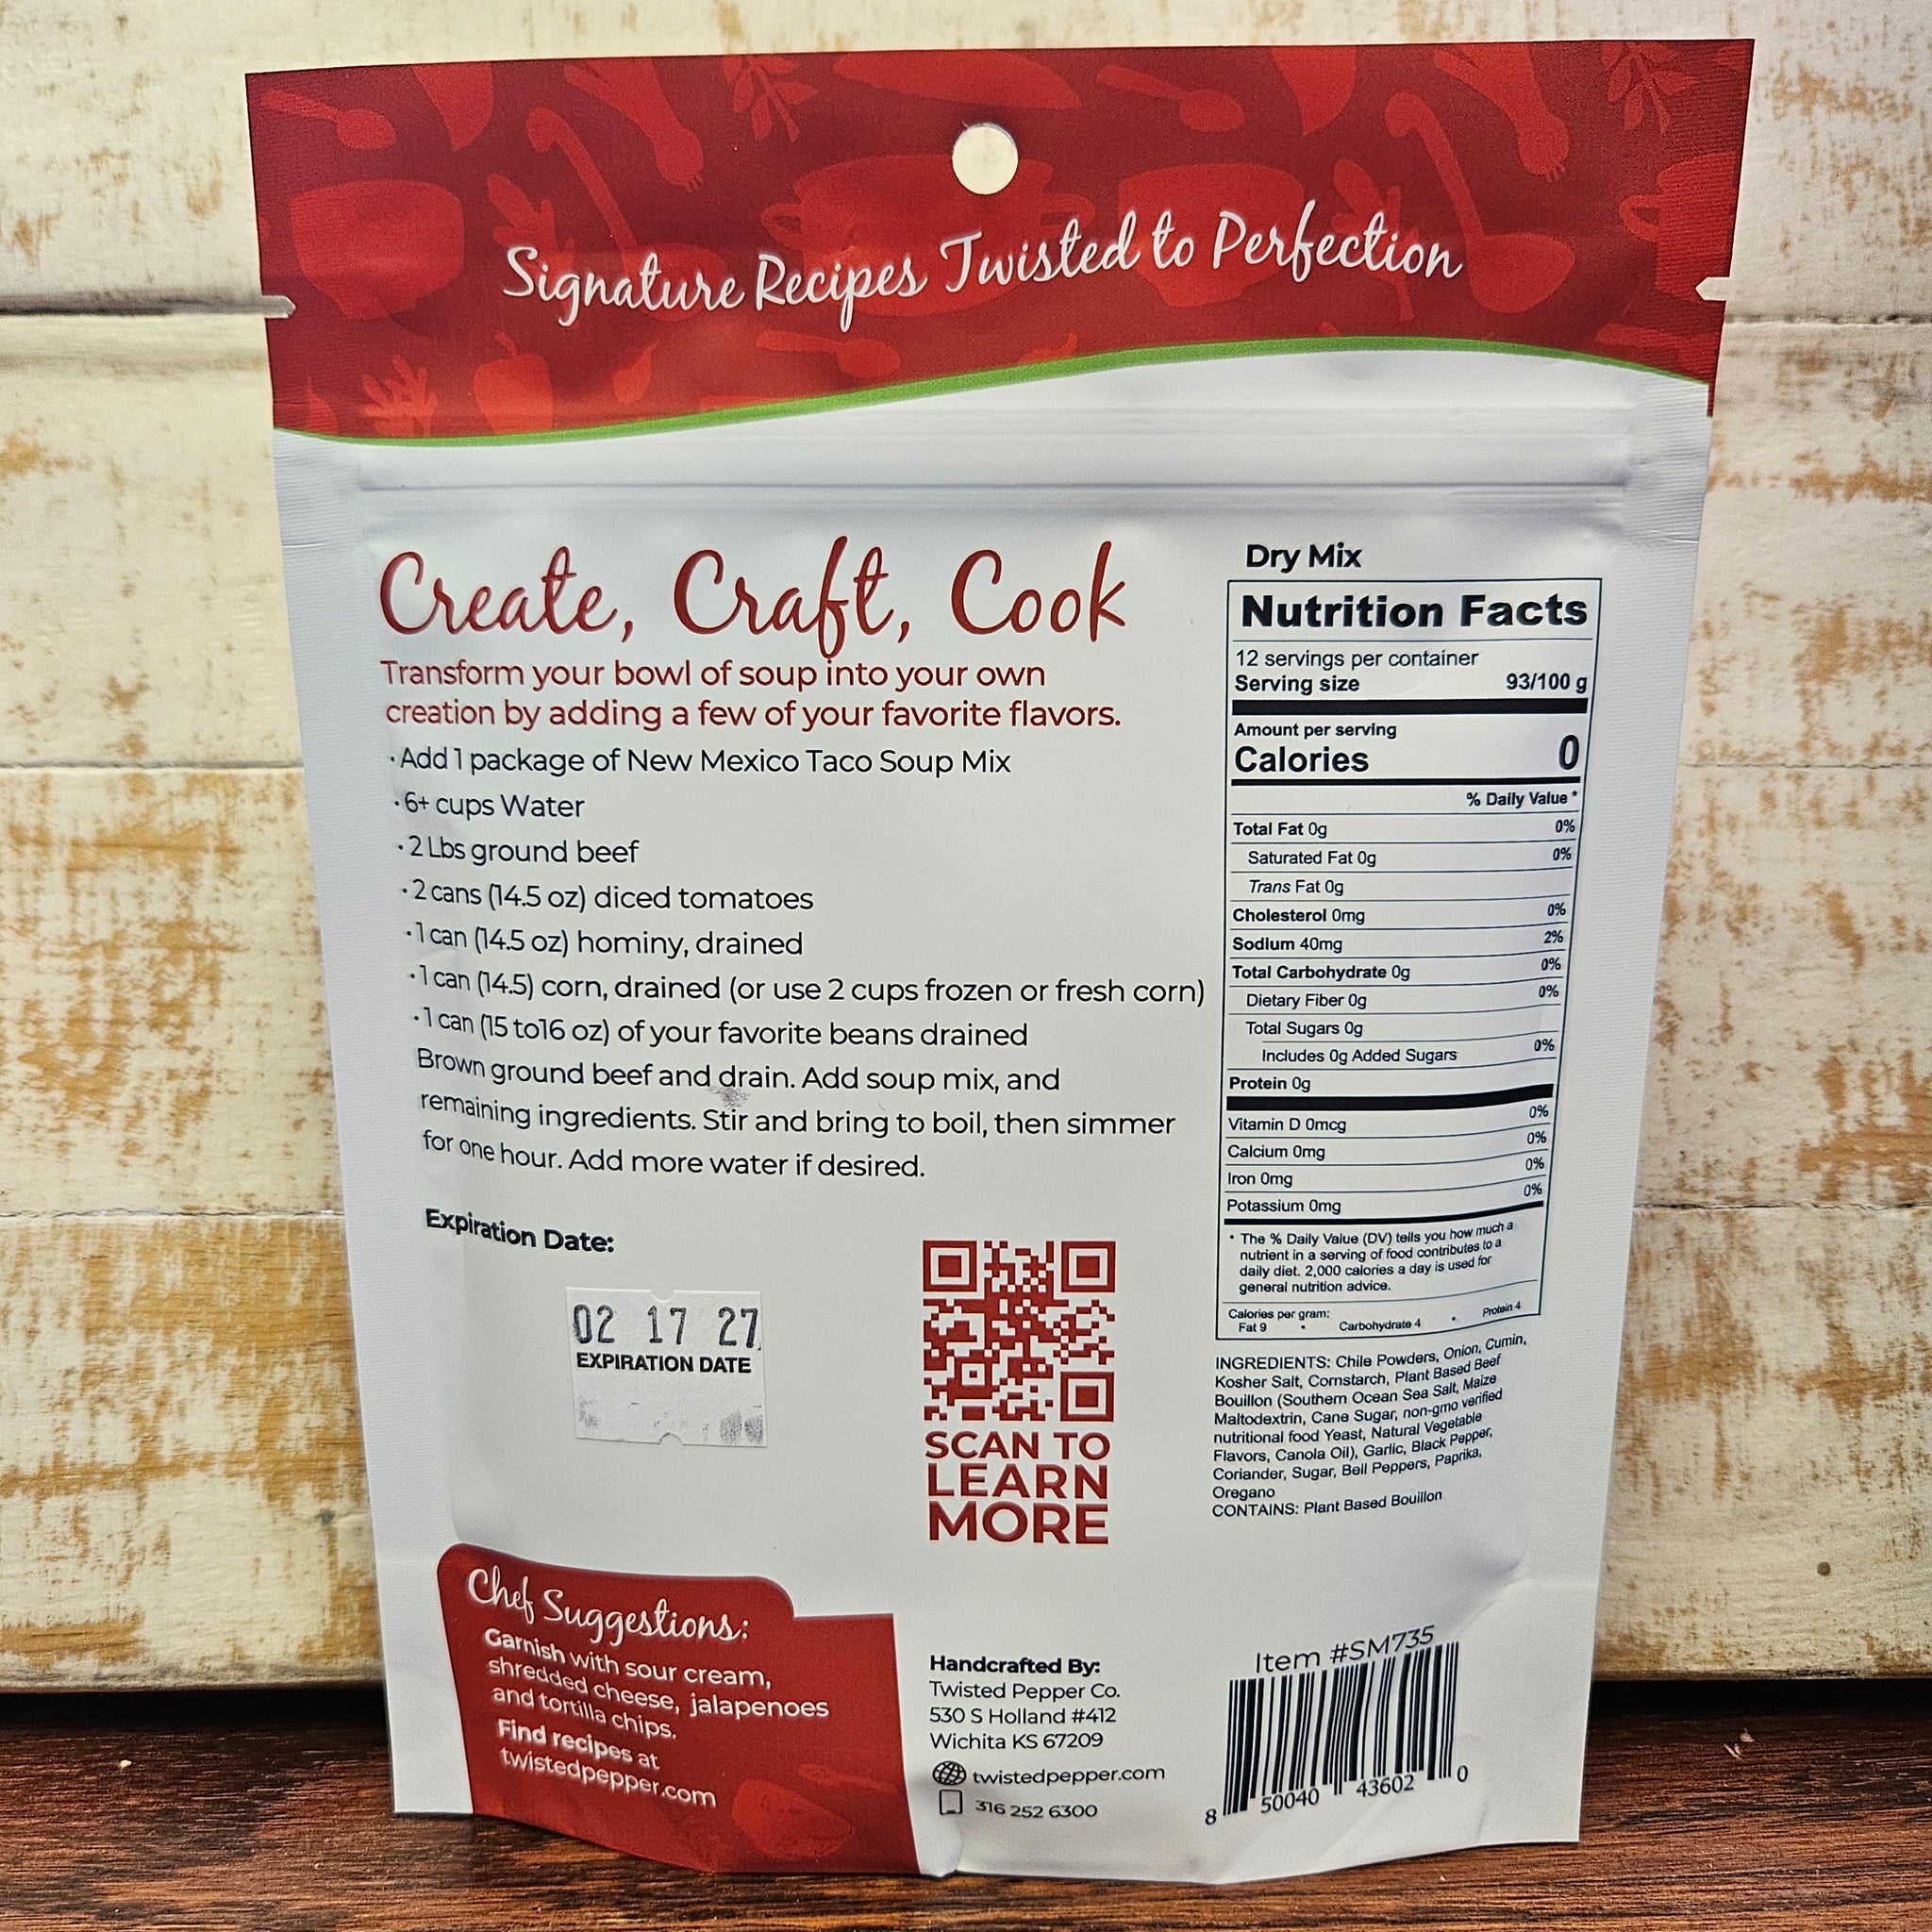 Signature Recipes Twisted to Perfection
Create, Craft, Cook
Transform your bowl of soup into your own
creation by adding a few of your favorite flavors.
· Add 1 package of New Mexico Taco Soup Mix
· 6+ cups Water
· 2 Lbs ground beef
· 2 cans (14.5 oz) diced tomatoes
· 1 can (14.5 oz) hominy, drained
· 1 can (14.5) corn, drained (or use 2 cups frozen or fresh corn)
· 1 can (15 to16 oz) of your favorite beans drained
Brown ground beef and drain. Add soup mix, and
remaining ingredients. Stir and bring to boil, then simmer
for one hour. Add more water if desired.
Expiration Date:
02 17 27
EXPIRATION DATE
SCAN TO
LEARN
MORE
Dry Mix
Nutrition Facts
12 servings per container
Serving size 93/100 g
Amount per serving
Calories 0
% Daily Value *
Total Fat 0g 0%
Saturated Fat 0g 0%
Trans Fat 0g
Cholesterol 0mg 0%
Sodium 40mg 2%
Total Carbohydrate 0g 0%
Dietary Fiber 0g 0%
Total Sugars 0g
Includes 0g Added Sugars 0%
Protein 0g
Vitamin D 0mcg 0%
Calcium 0mg 0%
Iron 0mg 0%
Potassium 0mg 0%
* The % Daily Value (DV) tells you how much a
nutrient in a serving of food contributes to a
daily diet. 2,000 calories a day is used for
general nutrition advice.
Calories per gram:
Fat 9 • Carbohydrate 4 • Protein 4
INGREDIENTS: Chile Powders, Onion, Cumin,
Kosher Salt, Cornstarch, Plant Based Beef
Bouillon (Southern Ocean Sea Salt, Maize
Maltodextrin, Cane Sugar, non-gmo verified
nutritional food Yeast, Natural Vegetable
Flavors, Canola Oil), Garlic, Black Pepper,
Coriander, Sugar, Bell Peppers, Paprika,
Oregano
CONTAINS: Plant Based Bouillon
Chef Suggestions:
Garnish with sour cream,
shredded cheese, jalapenoes
and tortilla chips.
Find recipes at
twistedpepper.com
Handcrafted By:
Twisted Pepper Co.
530 S Holland #412
Wichita KS 67209
twistedpepper.com
316 252 6300
Item #SM735
8 50040 43602 0